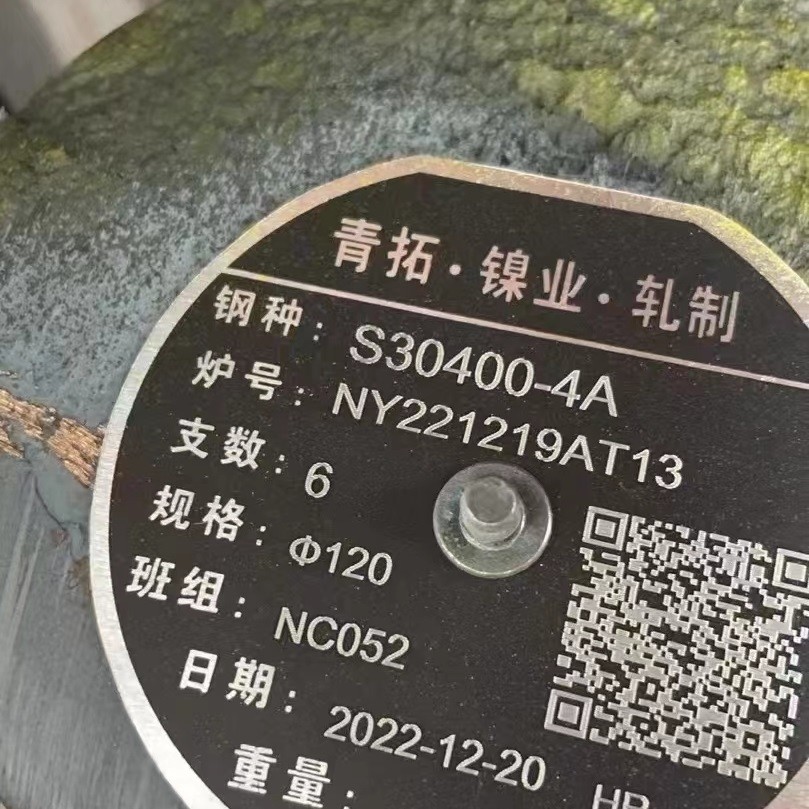 青拓·镍业·轧制
钢种：S30400-4A
炉号：NY221219AT13
支数：6
规格：Φ120
班组：NC052
日期：2022-12-20
重量：